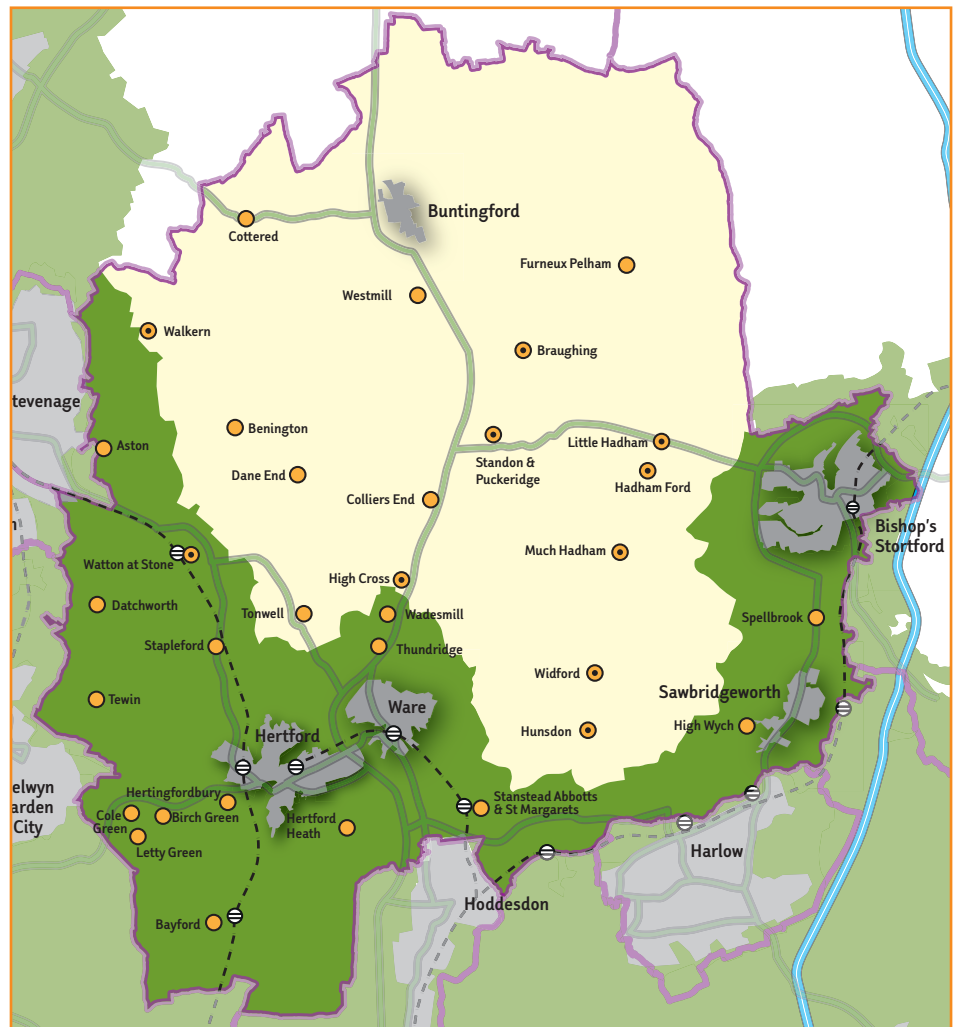 Buntingford
Cottered
Furneux Pelham
Westmill
Walkern
Braughing
tevenage
Benington
Aston
Little Hadham
Standon &
Puckeridge
Dane End
Hadham Ford
Colliers End
Bishop's
Stortford
n
Much Hadham
Watton at Stone
High Cross
Datchworth
Tonwell
Wadesmill
Spellbrook
Stapleford
Thundridge
Widford
Sawbridgeworth
Tewin
Ware
High Wych
Hunsdon
Hertford
elwyn
arden
City
Hertingfordbury
Stanstead Abbotts
& St Margarets
Cole
Green
Birch Green
Hertford
Heath
Letty Green
Harlow
Hoddesdon
Bayford